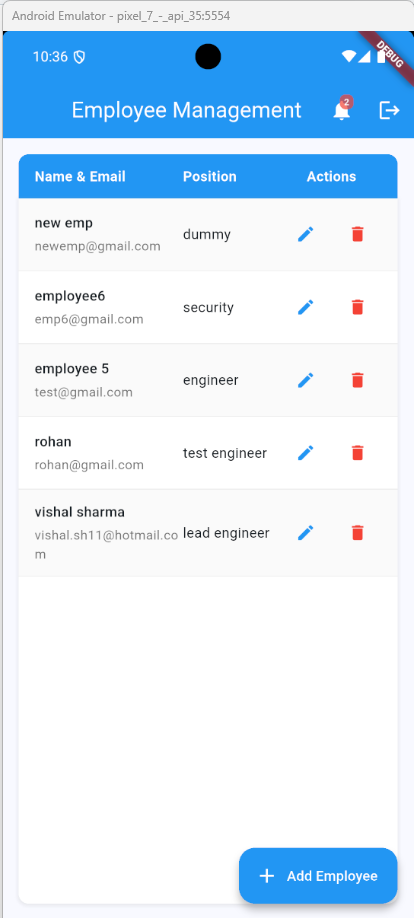 Android Emulator - pixel_7_-_api_35:5554
10:36
DEBUG
Employee Management
2
Name & Email Position Actions
new emp
newemp@gmail.com
dummy
employee6
emp6@gmail.com
security
employee 5
test@gmail.com
engineer
rohan
rohan@gmail.com
test engineer
vishal sharma
vishal.sh11@hotmail.co
m
lead engineer
Add Employee